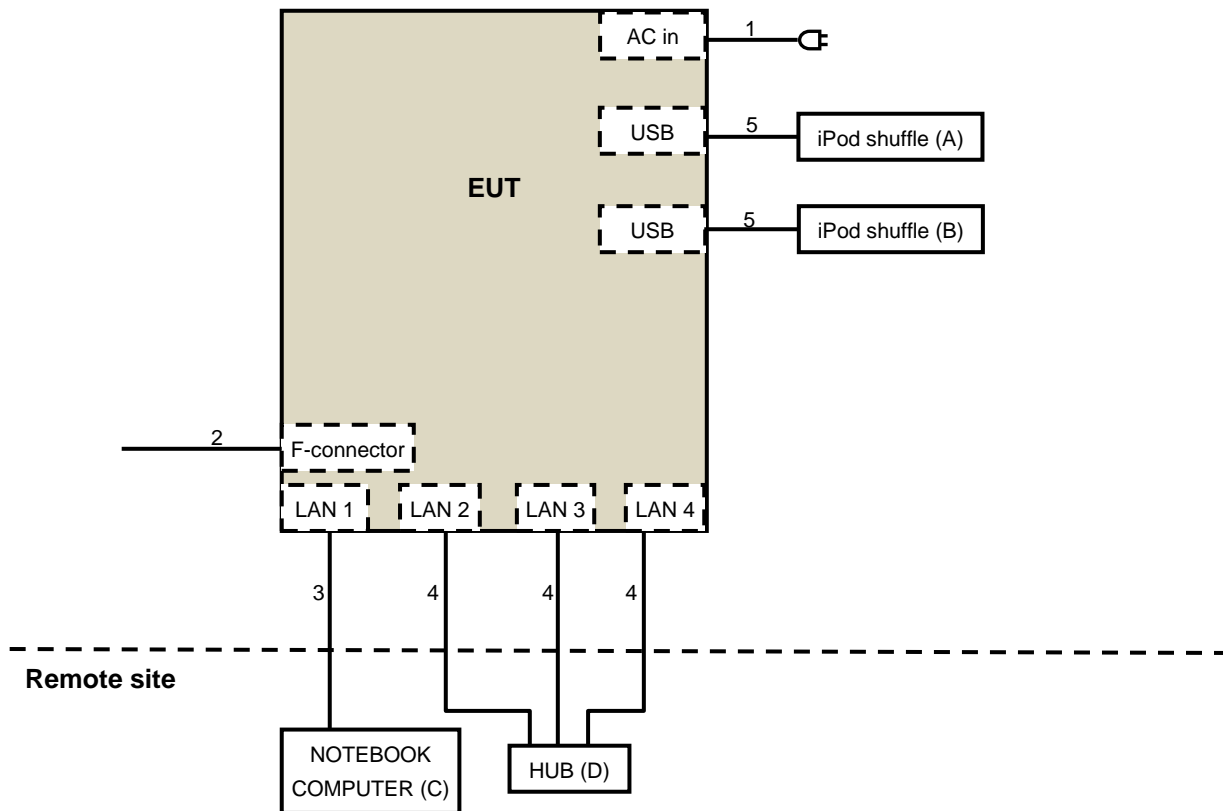 AC in
1
USB
5
iPod shuffle (A)
EUT
USB
5
iPod shuffle (B)
2
F-connector
LAN 1
LAN 2
LAN 3
LAN 4
3
4
4
4
Remote site
NOTEBOOK
COMPUTER (C)
HUB (D)